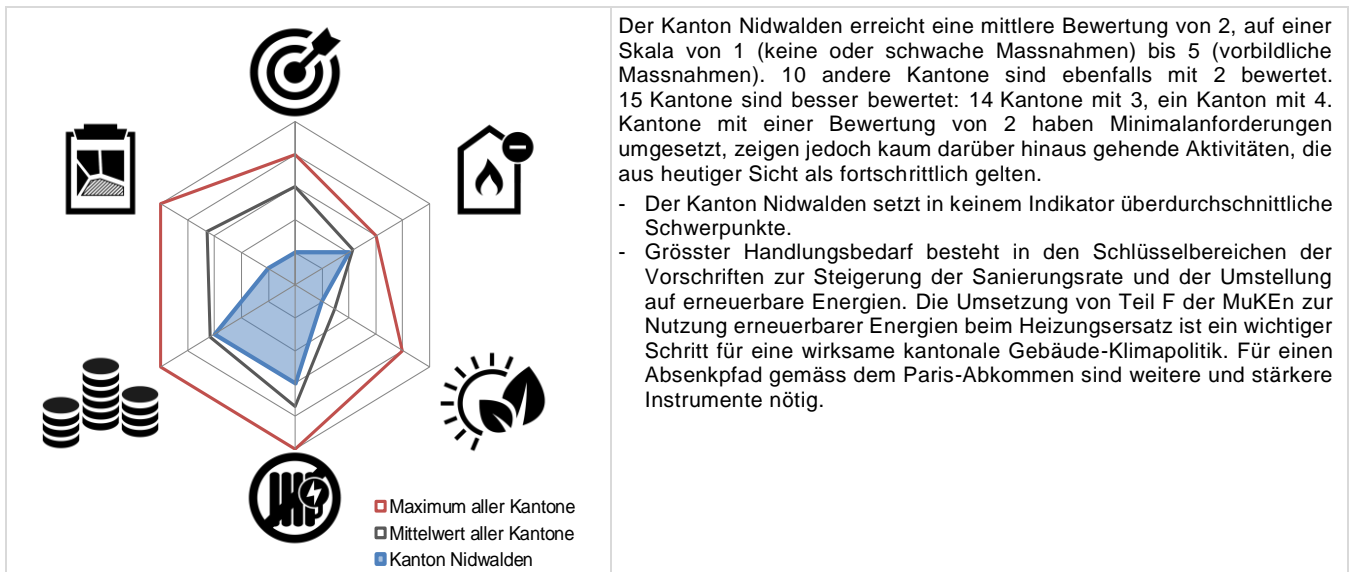 Maximum aller Kantone
Mittelwert aller Kantone
Kanton Nidwalden
Der Kanton Nidwalden erreicht eine mittlere Bewertung von 2, auf einer
Skala von 1 (keine oder schwache Massnahmen) bis 5 (vorbildliche
Massnahmen). 10 andere Kantone sind ebenfalls mit 2 bewertet.
15 Kantone sind besser bewertet: 14 Kantone mit 3, ein Kanton mit 4.
Kantone mit einer Bewertung von 2 haben Minimalanforderungen
umgesetzt, zeigen jedoch kaum darüber hinaus gehende Aktivitäten, die
aus heutiger Sicht als fortschrittlich gelten.
- Der Kanton Nidwalden setzt in keinem Indikator überdurchschnittliche
Schwerpunkte.
- Grösster Handlungsbedarf besteht in den Schlüsselbereichen der
Vorschriften zur Steigerung der Sanierungsrate und der Umstellung
auf erneuerbare Energien. Die Umsetzung von Teil F der MuKEn zur
Nutzung erneuerbarer Energien beim Heizungsersatz ist ein wichtiger
Schritt für eine wirksame kantonale Gebäude-Klimapolitik. Für einen
Absenkpfad gemäss dem Paris-Abkommen sind weitere und stärkere
Instrumente nötig.